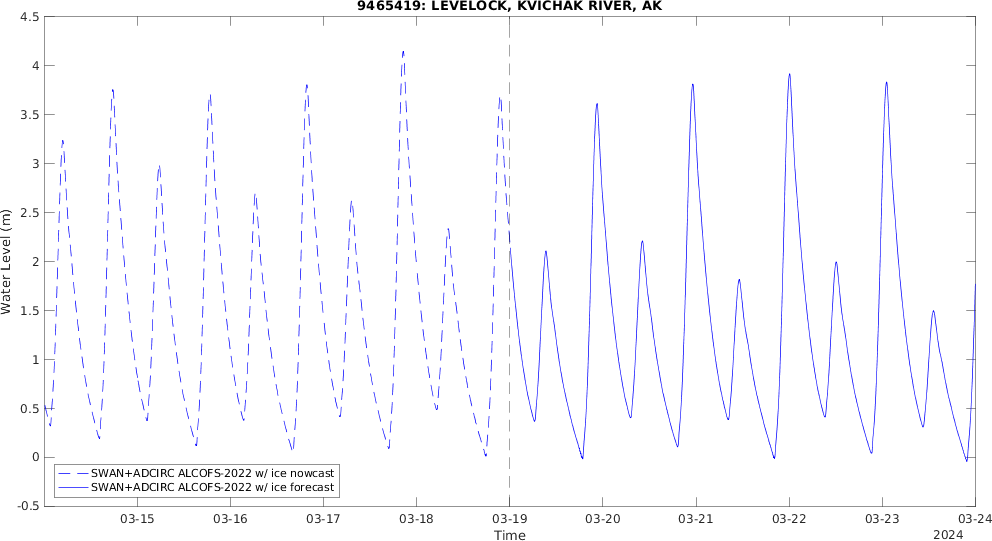 9465419: LEVELOCK, KVICHAK RIVER, AK
Water Level (m)
4.5
4
3.5
3
2.5
2
1.5
1
0.5
0
-0.5
SWAN+ADCIRC ALCOFS-2022 w/ ice nowcast
SWAN+ADCIRC ALCOFS-2022 w/ ice forecast
03-15 03-16 03-17 03-18 03-19 03-20 03-21 03-22 03-23 03-24
Time
2024